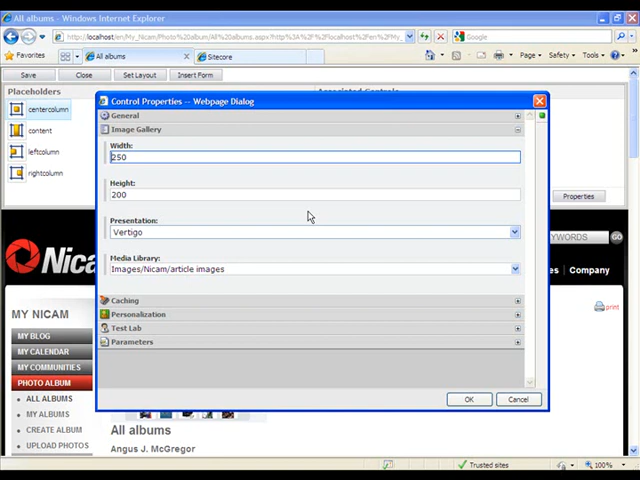 All albums - Windows Internet Explorer
Google
Favorites
All albums
Sitecore
Page
Safety
Tools
Save
Close
Set Layout
Insert Form
Placeholders
centercolumn
content
leftcolumn
rightcolumn
Control Properties -- Webpage Dialog
General
Image Gallery
Width:
250
Height:
200
Presentation:
Vertigo
Media Library:
Images/Nicam/article images
Caching
Personalization
Test Lab
Parameters
OK
Cancel
Properties
EYWORDS
GO
Nica
es
Company
print
MY NICAM
MY BLOG
MY CALENDAR
MY COMMUNITIES
PHOTO ALBUM
ALL ALBUMS
MY ALBUMS
CREATE ALBUM
UPLOAD PHOTOS
All albums
Angus J. McGregor
Trusted sites
100%